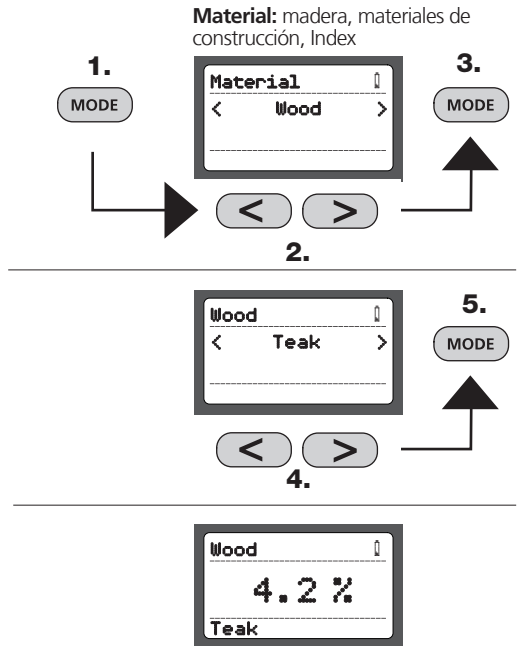 Material: madera, materiales de
construcción, Index
1.
MODE
Material
< Wood >
3.
MODE
< >
2.
Wood
< Teak >
5.
MODE
< >
4.
Wood
4.2 %
Teak